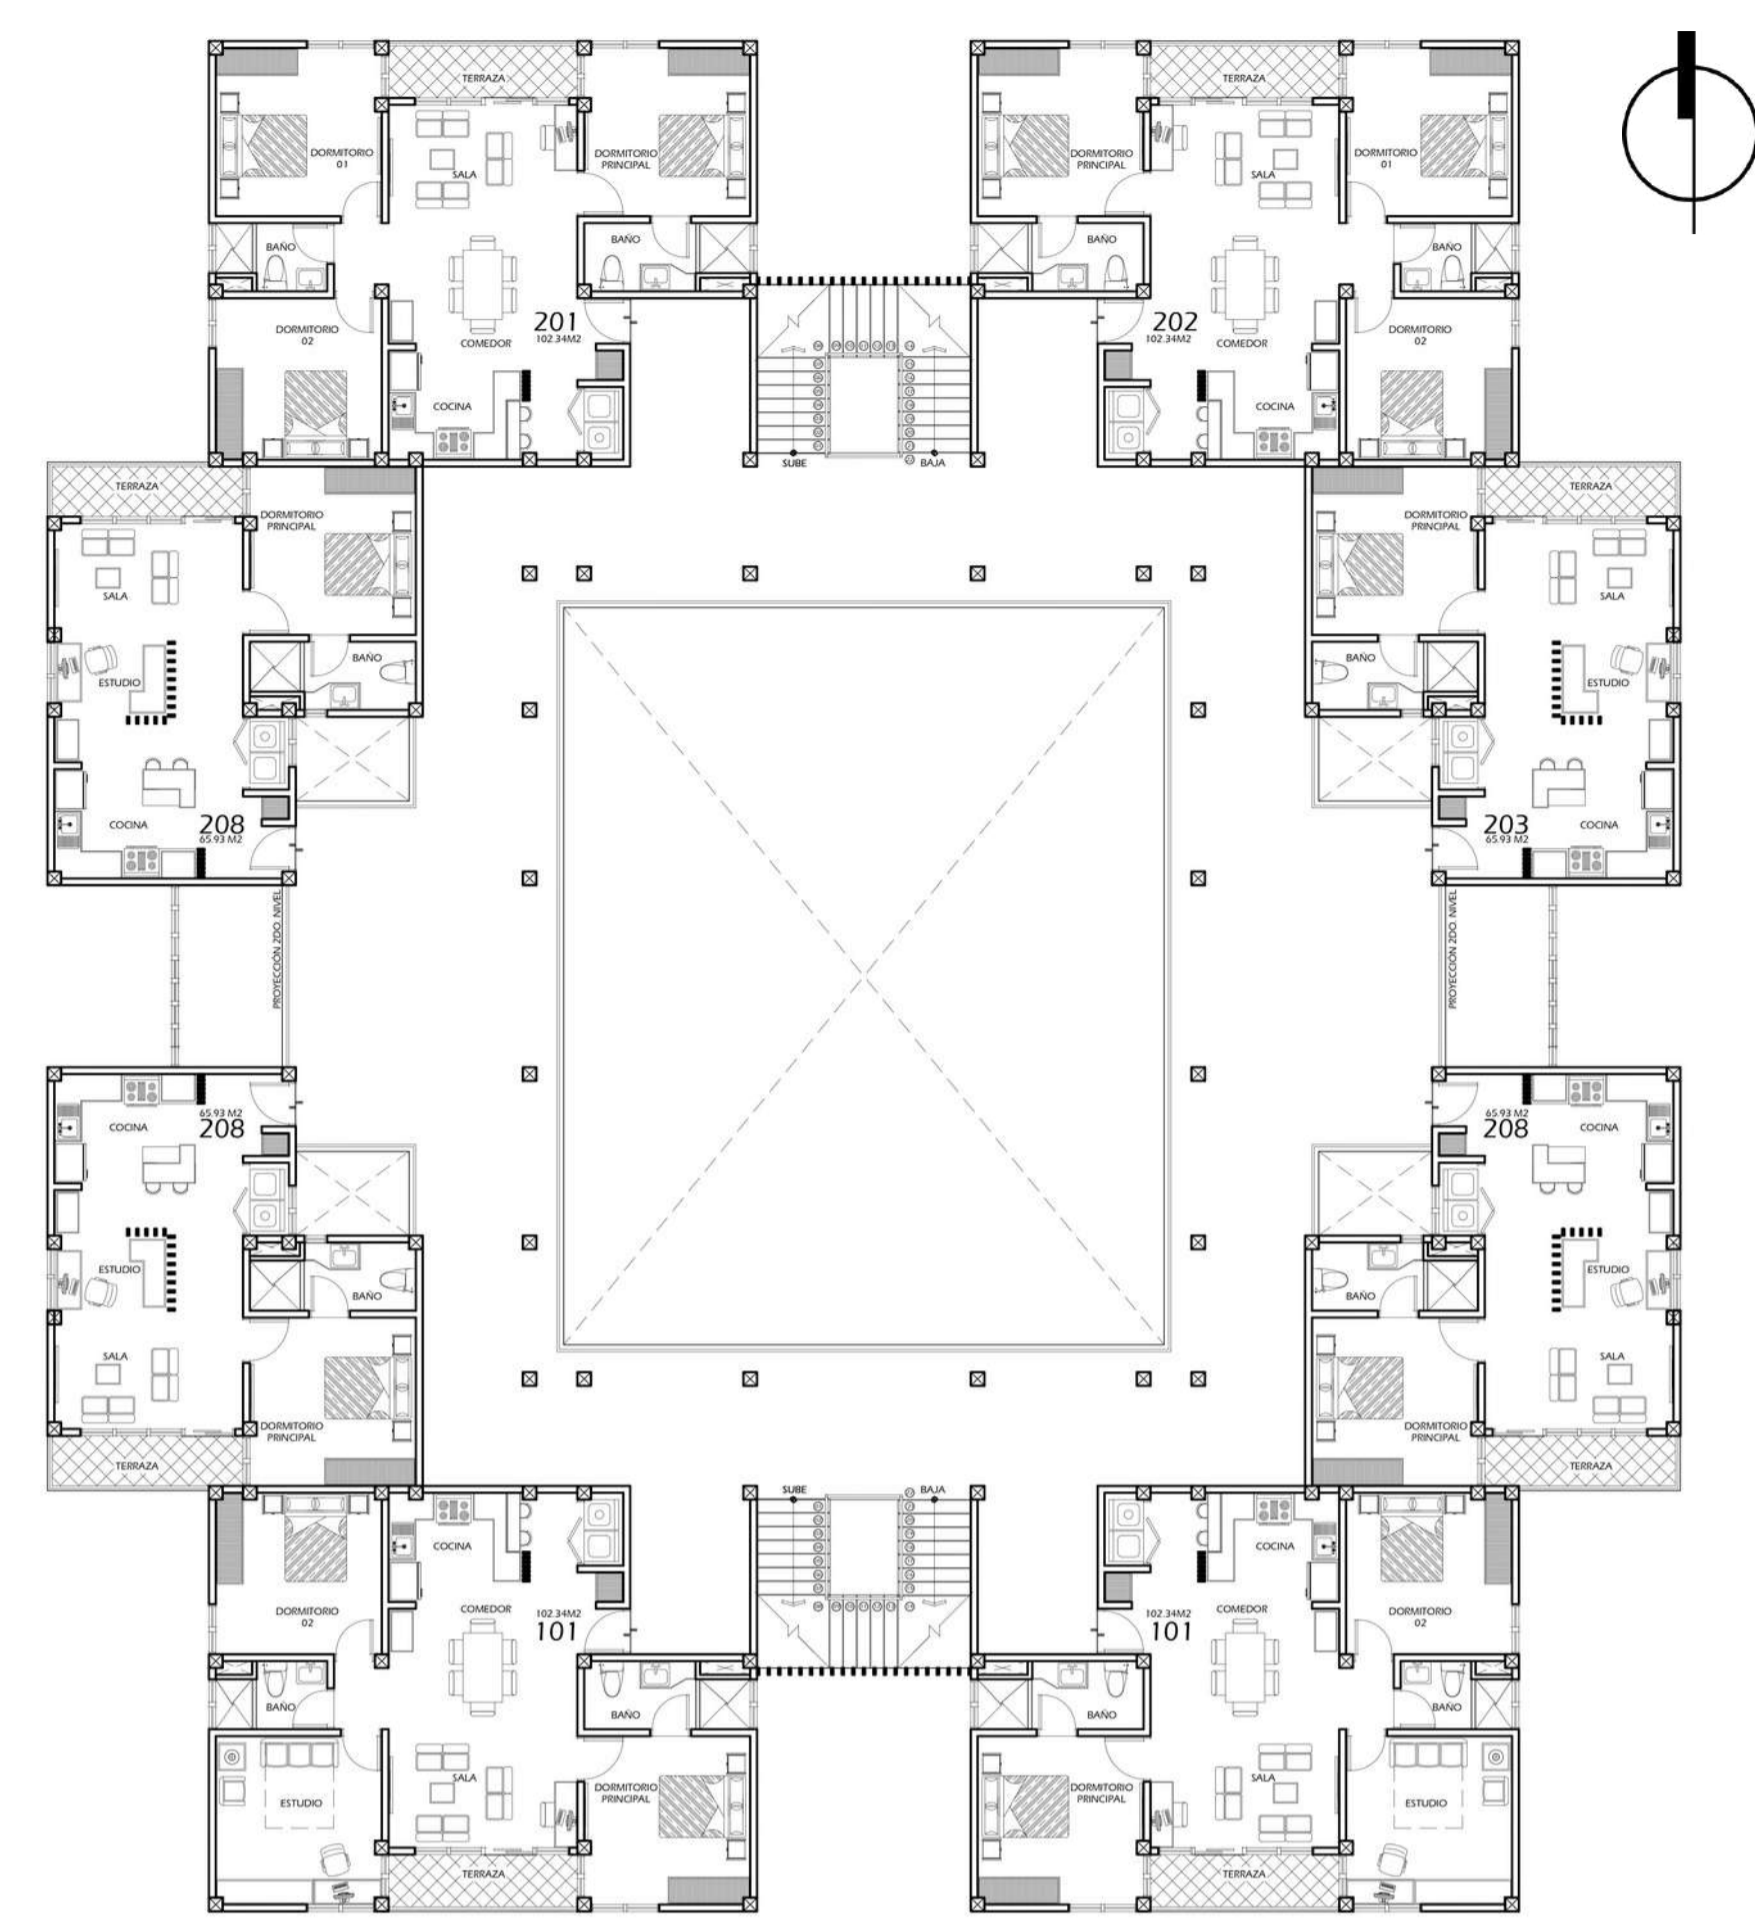 TERRAZA
TERRAZA
DORMITORIO
01
SALA
DORMITORIO
PRINCIPAL
DORMITORIO
PRINCIPAL
SALA
DORMITORIO
01
BAÑO
BAÑO
BAÑO
BAÑO
DORMITORIO
02
COMEDOR
201
102.34M2
202
102.34M2
COMEDOR
DORMITORIO
02
COCINA
COCINA
SUBE
BAJA
TERRAZA
DORMITORIO
PRINCIPAL
DORMITORIO
PRINCIPAL
TERRAZA
SALA
SALA
BAÑO
BAÑO
ESTUDIO
ESTUDIO
COCINA
208
65.93 M2
203
65.93 M2
COCINA
PROYECCIÓN 2DO. NIVEL
PROYECCIÓN 2DO. NIVEL
COCINA
65.93 M2
208
65.93 M2
208
COCINA
ESTUDIO
ESTUDIO
BAÑO
BAÑO
SALA
SALA
DORMITORIO
PRINCIPAL
DORMITORIO
PRINCIPAL
TERRAZA
TERRAZA
SUBE
BAJA
COCINA
COCINA
DORMITORIO
02
COMEDOR
102.34M2
101
102.34M2
101
COMEDOR
DORMITORIO
02
BAÑO
BAÑO
BAÑO
BAÑO
ESTUDIO
SALA
DORMITORIO
PRINCIPAL
DORMITORIO
PRINCIPAL
SALA
ESTUDIO
TERRAZA
TERRAZA